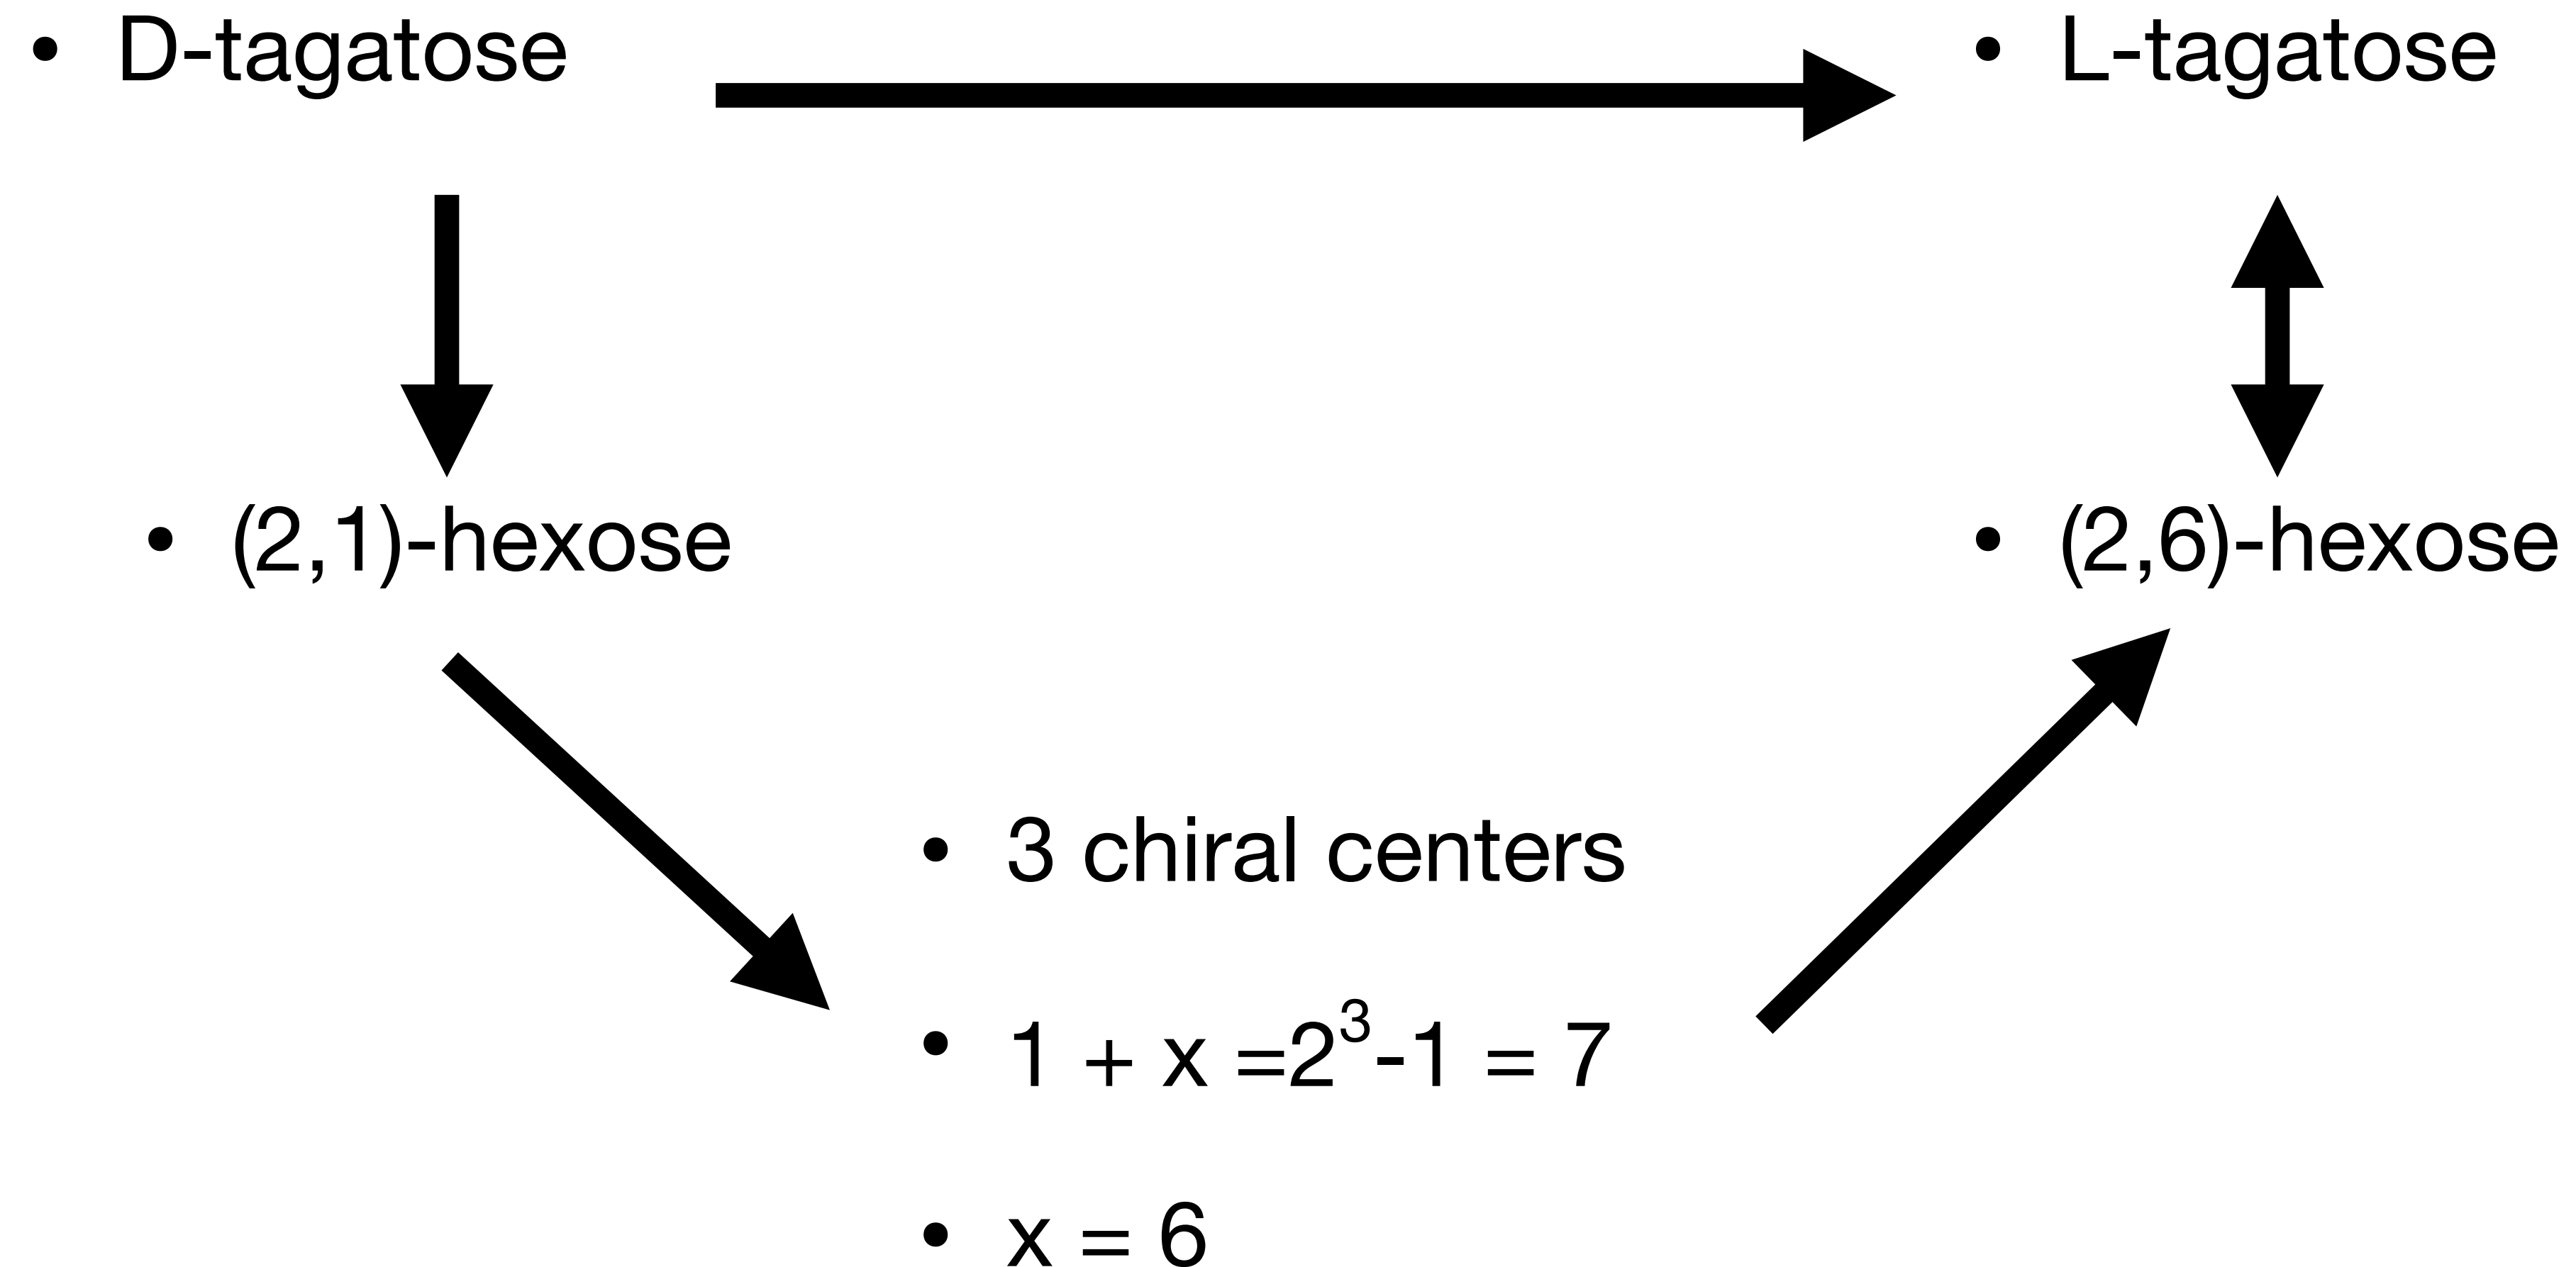 • D-tagatose
• L-tagatose
• (2,1)-hexose
• (2,6)-hexose
• 3 chiral centers
• 1 + x =2³-1 = 7
• x = 6